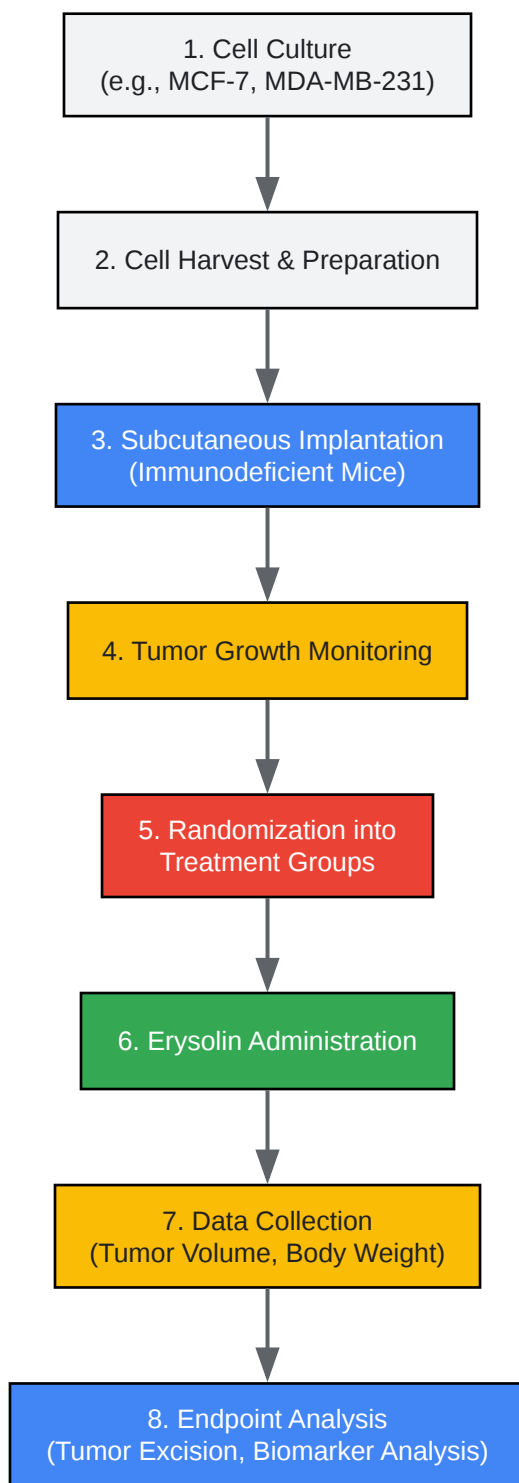 1. Cell Culture
(e.g., MCF-7, MDA-MB-231)
2. Cell Harvest & Preparation
3. Subcutaneous Implantation
(Immunodeficient Mice)
4. Tumor Growth Monitoring
5. Randomization into
Treatment Groups
6. Erysolin Administration
7. Data Collection
(Tumor Volume, Body Weight)
8. Endpoint Analysis
(Tumor Excision, Biomarker Analysis)